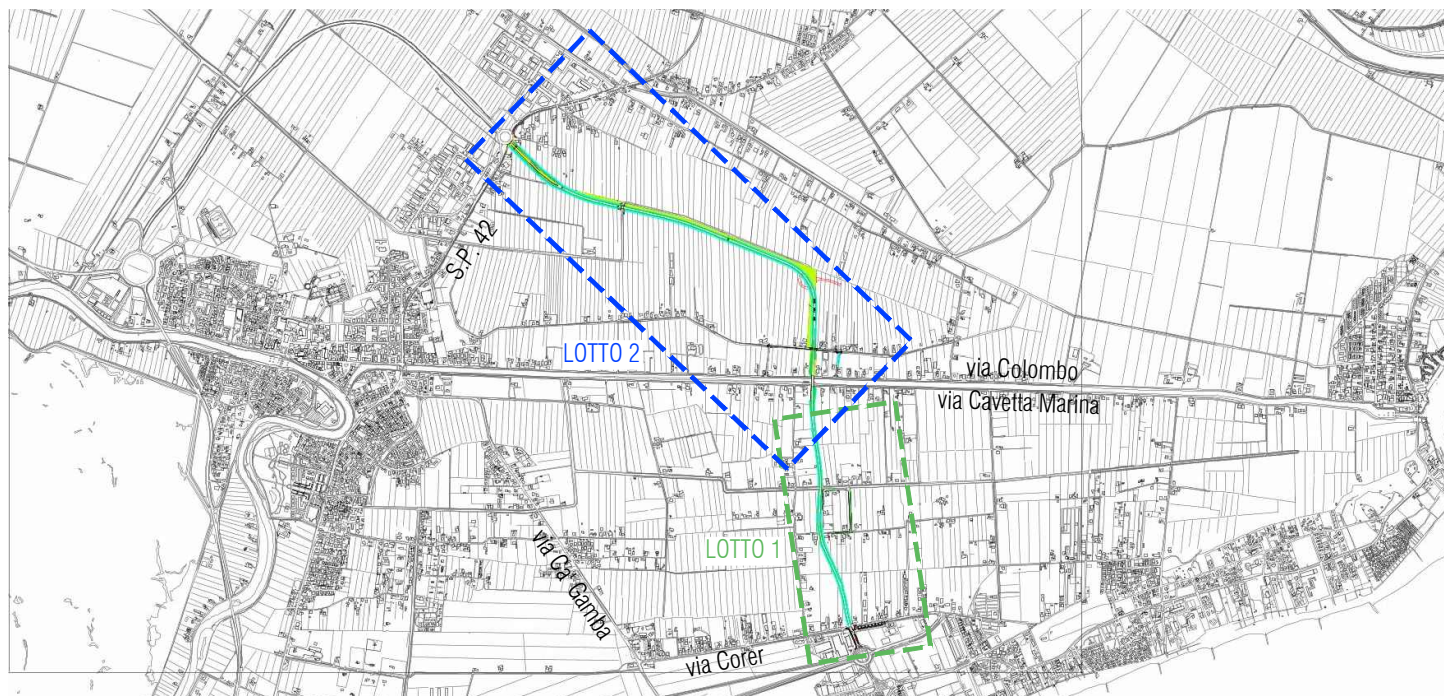 S.P. 42
LOTTO 2
via Colombo
via Cavetta Marina
LOTTO 1
via Ca' Gamba
via Corer